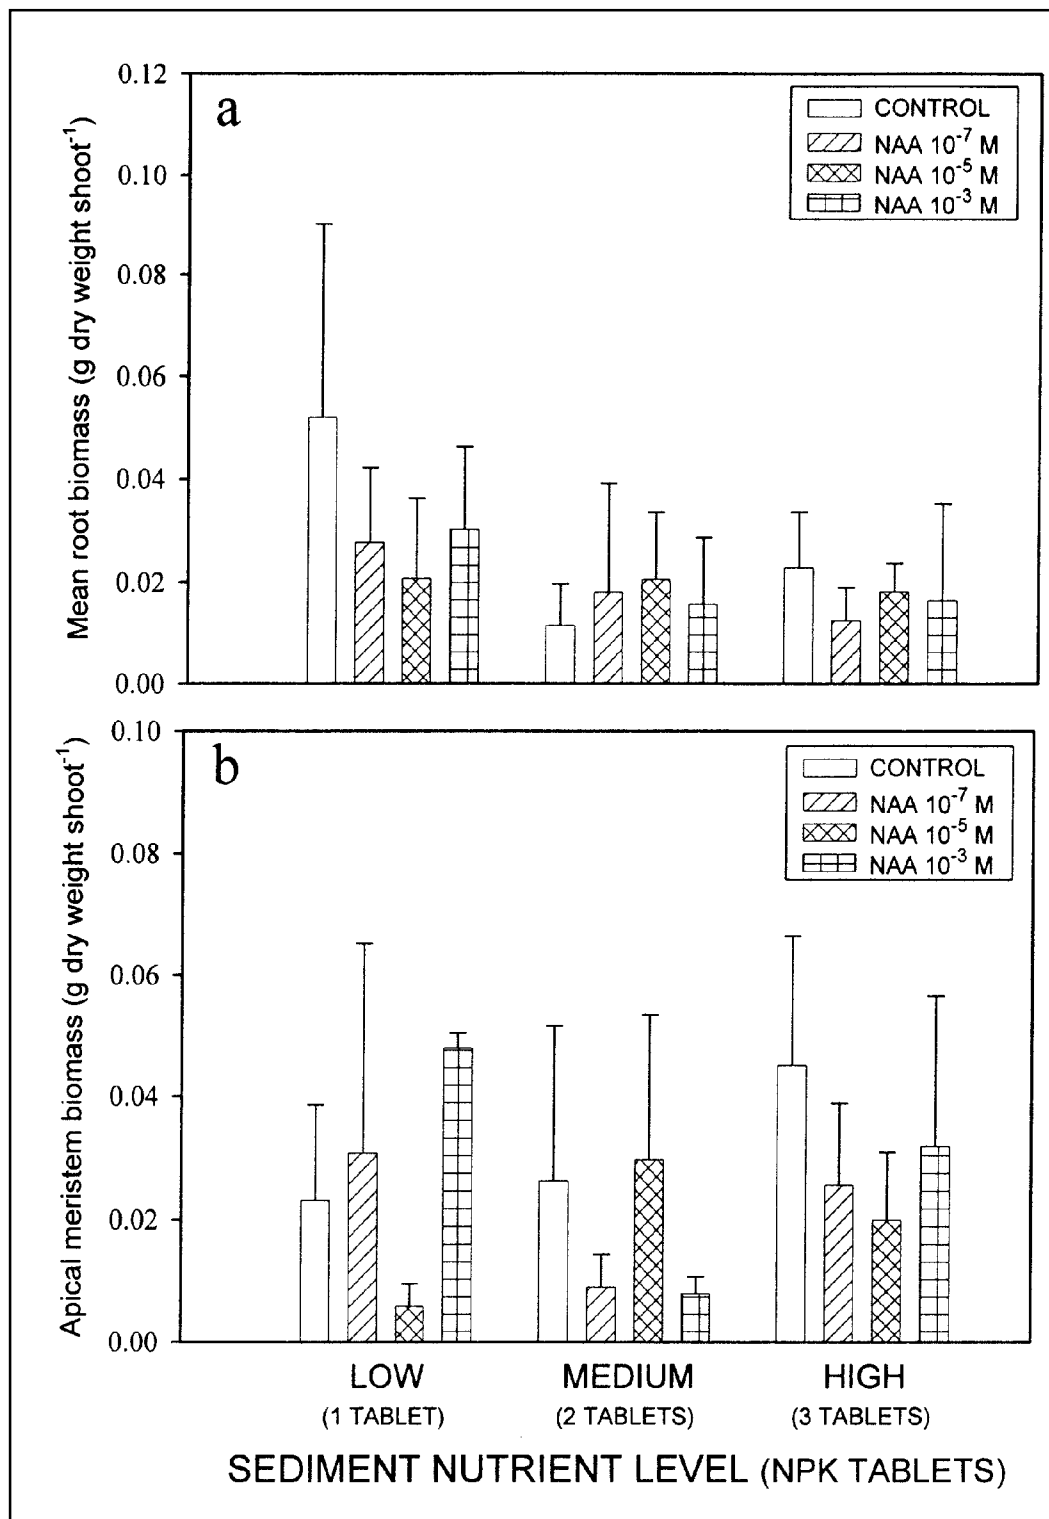 a
CONTROL
NAA 10⁻⁷ M
NAA 10⁻⁵ M
NAA 10⁻³ M
Mean root biomass (g dry weight shoot⁻¹)
0.12
0.10
0.08
0.06
0.04
0.02
0.00
b
CONTROL
NAA 10⁻⁷ M
NAA 10⁻⁵ M
NAA 10⁻³ M
Apical meristem biomass (g dry weight shoot⁻¹)
0.10
0.08
0.06
0.04
0.02
0.00
LOW MEDIUM HIGH
(1 TABLET) (2 TABLETS) (3 TABLETS)
SEDIMENT NUTRIENT LEVEL (NPK TABLETS)